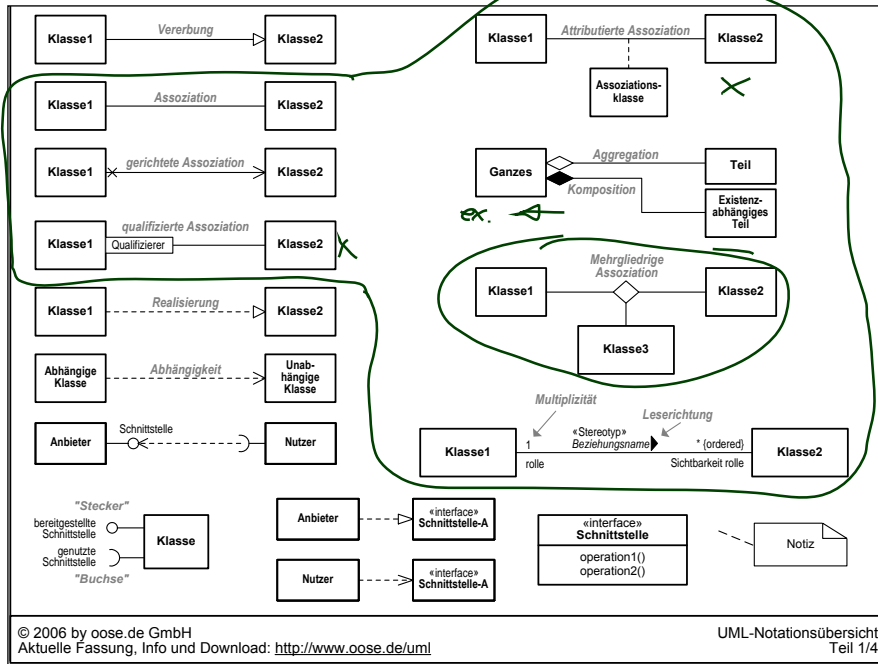 Klasse1
Vererbung
Klasse2
Klasse1
Attributierte Assoziation
Klasse2
Assoziations-
klasse
x
Klasse1
Assoziation
Klasse2
Klasse1
gerichtete Assoziation
Klasse2
Ganzes
Aggregation
Teil
Komposition
Existenz-
abhängiges
Teil
ex.
Klasse1
Qualifizierer
qualifizierte Assoziation
Klasse2
x
Klasse1
Mehrgliedrige
Assoziation
Klasse2
Klasse3
Klasse1
Realisierung
Klasse2
Abhängige
Klasse
Abhängigkeit
Unab-
hängige
Klasse
Anbieter
Schnittstelle
Nutzer
Multiplizität
Leserichtung
Klasse1
1
rolle
«Stereotyp»
Beziehungsname
* {ordered}
Sichtbarkeit rolle
Klasse2
"Stecker"
bereitgestellte
Schnittstelle
genutzte
Schnittstelle
"Buchse"
Klasse
Anbieter
«interface»
Schnittstelle-A
Nutzer
«interface»
Schnittstelle-A
«interface»
Schnittstelle
operation1()
operation2()
Notiz
© 2006 by oose.de GmbH
Aktuelle Fassung, Info und Download: http://www.oose.de/uml
UML-Notationsübersicht
Teil 1/4